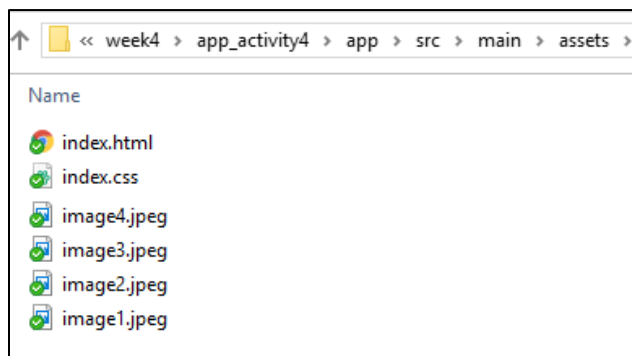 « week4 > app_activity4 > app > src > main > assets >
Name
index.html
index.css
image4.jpeg
image3.jpeg
image2.jpeg
image1.jpeg